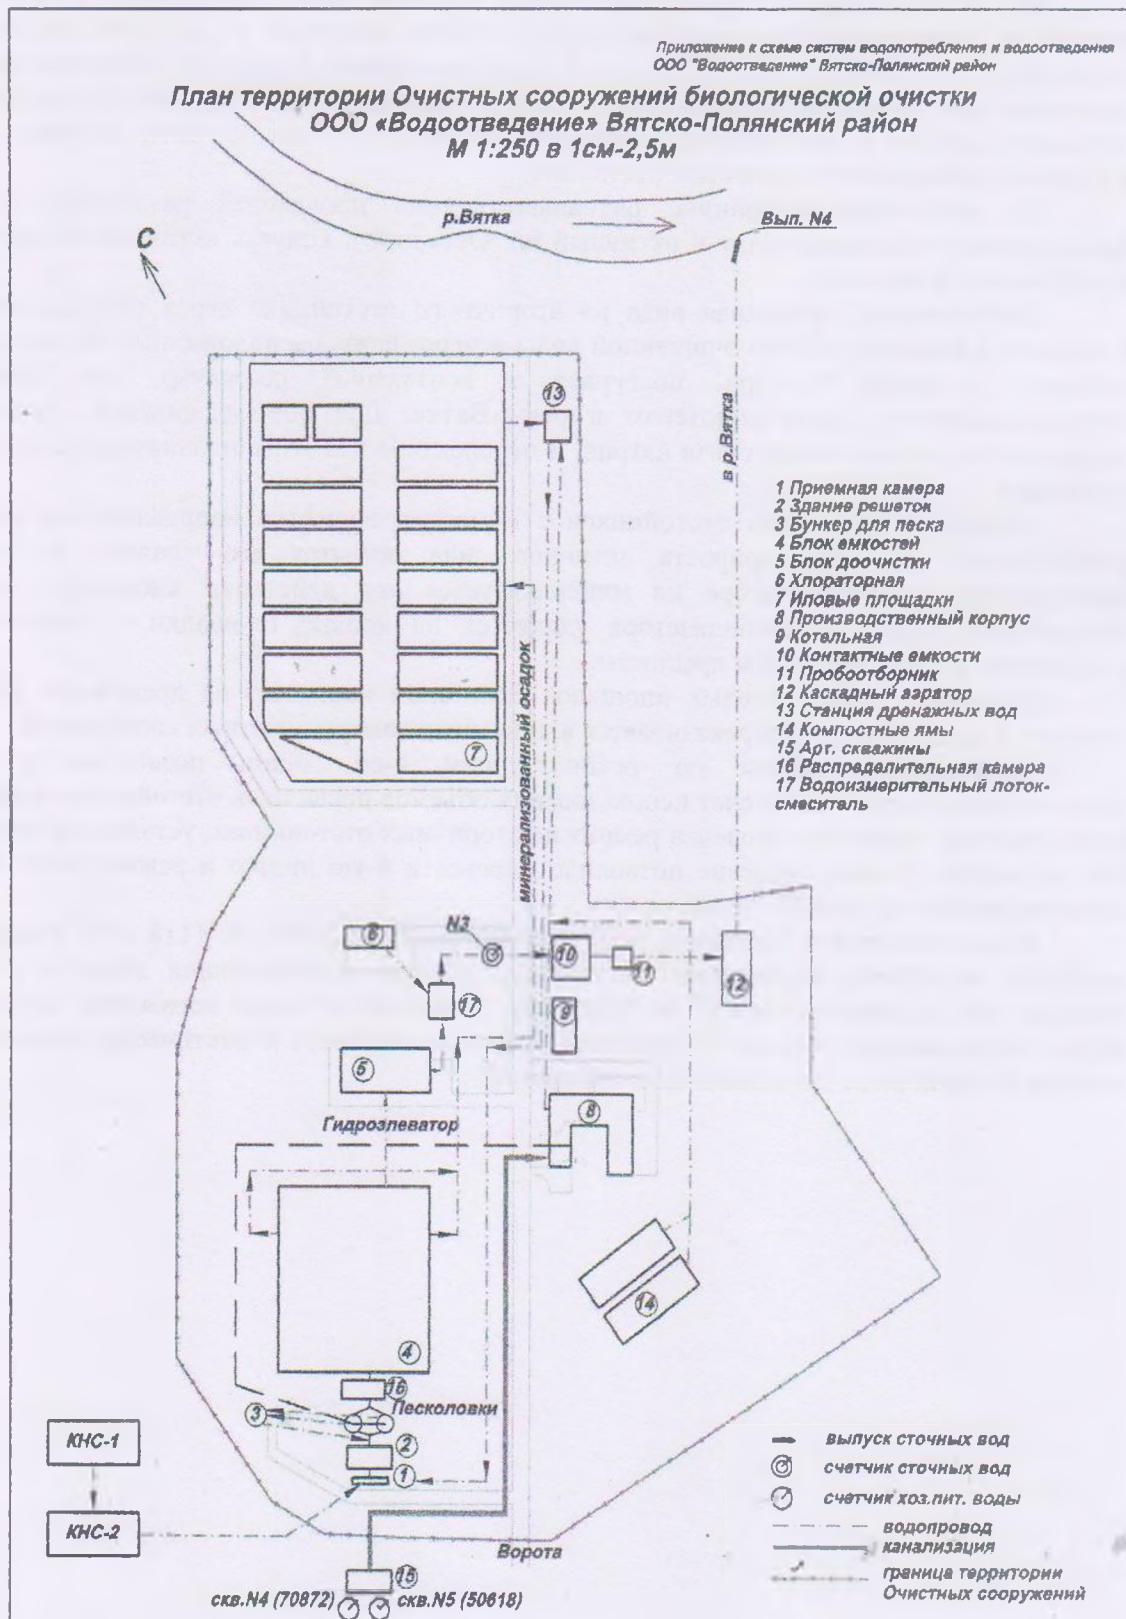 Приложение к схеме систем водопотребления и водоотведения
ООО "Водоотведение" Вятско-Полянский район
План территории Очистных сооружений биологической очистки
ООО «Водоотведение» Вятско-Полянский район
М 1:250 в 1см-2,5м
р.Вятка
Вып. N4
С
в р.Вятка
13
1 Приемная камера
2 Здание решеток
3 Бункер для песка
4 Блок емкостей
5 Блок доочистки
6 Хлораторная
7 Иловые площадки
8 Производственный корпус
9 Котельная
10 Контактные емкости
11 Пробоотборник
12 Каскадный аэратор
13 Станция дренажных вод
14 Компостные ямы
15 Арт. скважины
16 Распределительная камера
17 Водоизмерительный лоток-
смеситель
минерализованный осадок
7
N3
6
10
11
12
17
9
5
8
Гидроэлеватор
14
4
16
Песколовки
3
2
1
КНС-1
КНС-2
Ворота
15
скв.N4 (70872)
скв.N5 (50618)
выпуск сточных вод
счетчик сточных вод
счетчик хоз.пит. воды
водопровод
канализация
граница территории
Очистных сооружений